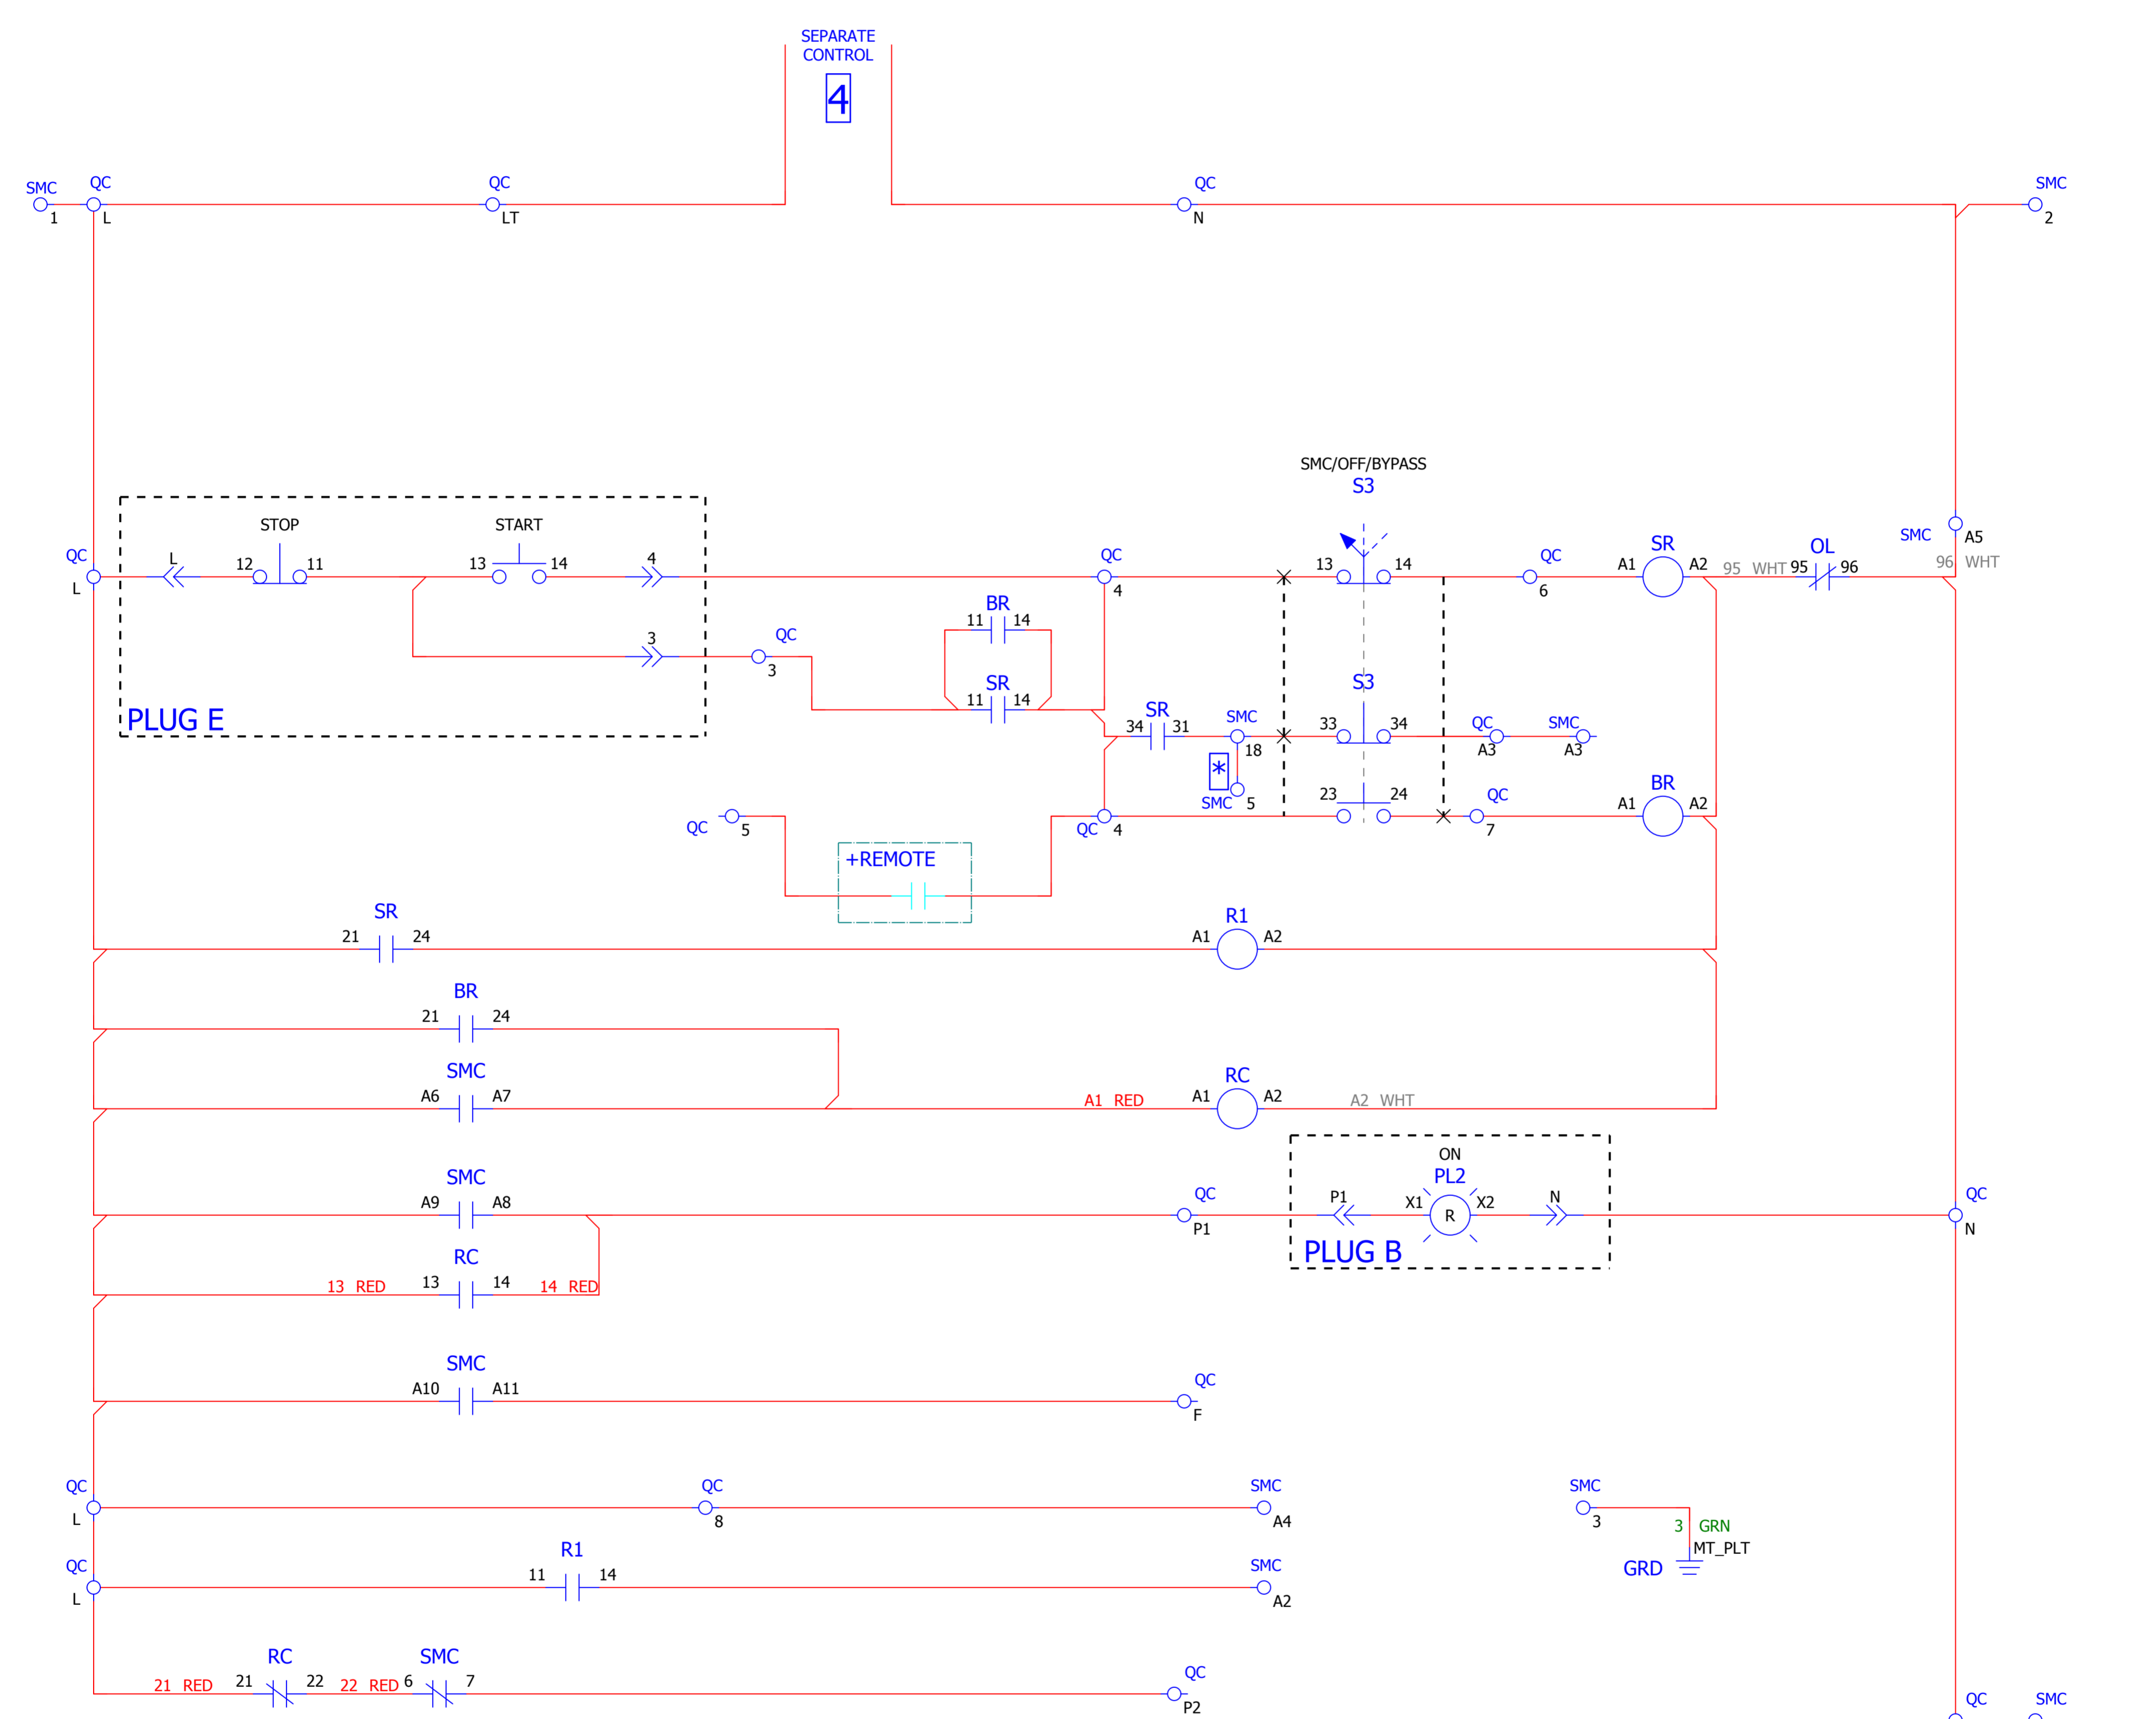 SEPARATE
CONTROL
4
SMC QC QC QC SMC
1 L LT N 2
SMC/OFF/BYPASS
S3
STOP START
QC L 12 11 13 14 4 QC 13 14 QC SR OL SMC A5
L 4 6 A1 A2 95 WHT 95 96 96 WHT
BR
11 14
3 QC
3
SR
11 14
S3
PLUG E
SR SMC QC SMC
34 31 18 33 34 A3 A3
*
SMC 5
BR
23 24 QC A1 A2
QC 5 QC 4 7
+REMOTE
SR R1
21 24 A1 A2
BR
21 24
SMC RC
A6 A7 A1 RED A1 A2 A2 WHT
ON
SMC PL2
A9 A8 QC P1 X1 R X2 N QC
P1 N
PLUG B
RC
13 RED 13 14 14 RED
SMC QC
A10 A11 F
QC QC SMC SMC
L 8 A4 3
3 GRN
MT_PLT
GRD
QC R1 SMC
L 11 14 A2
RC SMC QC QC SMC
21 RED 21 22 22 RED 6 7 P2